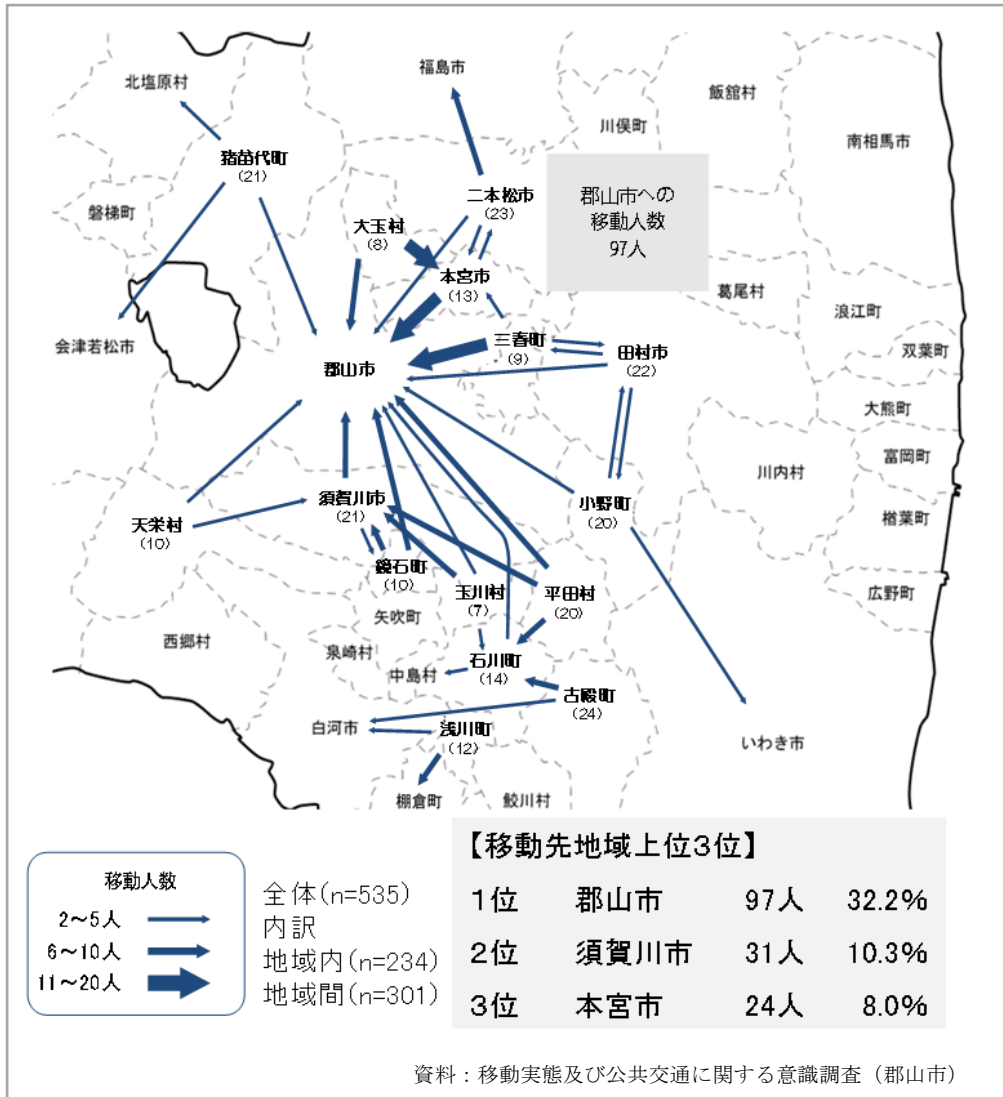 福島市
北塩原村
飯舘村
川俣町
南相馬市
猪苗代町
(21)
二本松市
(23)
郡山市への
移動人数
97人
磐梯町
大玉村
(8)
本宮市
(13)
葛尾村
浪江町
会津若松市
三春町
(9)
田村市
(22)
双葉町
郡山市
大熊町
富岡町
川内村
須賀川市
(21)
小野町
(20)
楢葉町
天栄村
(10)
鏡石町
(10)
玉川村
(7)
平田村
(20)
広野町
矢吹町
西郷村
泉崎村
中島村
石川町
(14)
古殿町
(24)
白河市
浅川町
(12)
いわき市
棚倉町
鮫川村
移動人数
2～5人
6～10人
11～20人
全体(n=535)
内訳
地域内(n=234)
地域間(n=301)
【移動先地域上位3位】
1位 郡山市 97人 32.2%
2位 須賀川市 31人 10.3%
3位 本宮市 24人 8.0%
資料：移動実態及び公共交通に関する意識調査（郡山市）